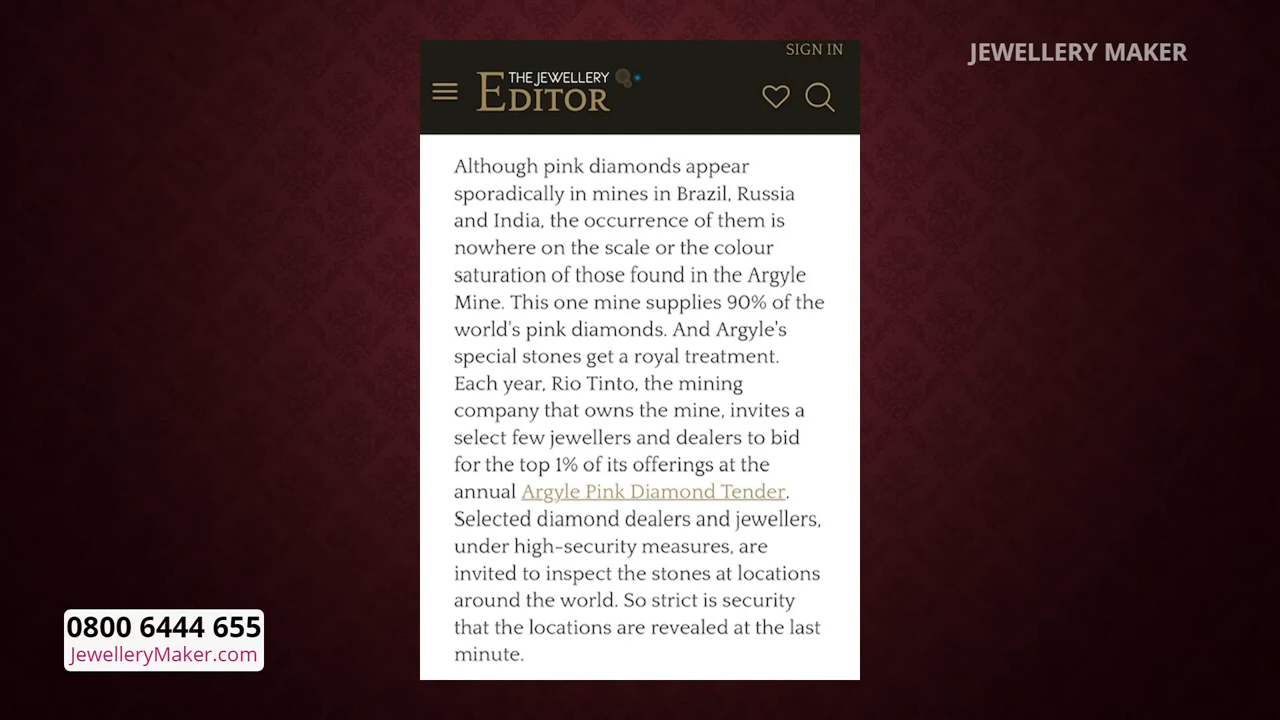 SIGN IN
JEWELLERY MAKER
THE JEWELLERY
EDITOR
Although pink diamonds appear
sporadically in mines in Brazil, Russia
and India, the occurrence of them is
nowhere on the scale or the colour
saturation of those found in the Argyle
Mine. This one mine supplies 90% of the
world's pink diamonds. And Argyle's
special stones get a royal treatment.
Each year, Rio Tinto, the mining
company that owns the mine, invites a
select few jewellers and dealers to bid
for the top 1% of its offerings at the
annual Argyle Pink Diamond Tender.
Selected diamond dealers and jewellers,
under high-security measures, are
invited to inspect the stones at locations
around the world. So strict is security
that the locations are revealed at the last
minute.
0800 6444 655
JewelleryMaker.com